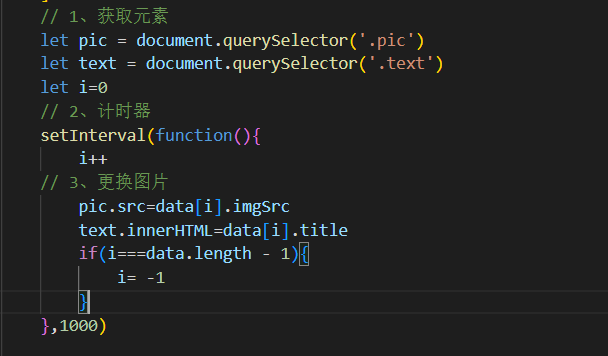 // 1、获取元素
let pic = document.querySelector('.pic')
let text = document.querySelector('.text')
let i=0
// 2、计时器
setInterval(function(){
i++
// 3、更换图片
pic.src=data[i].imgSrc
text.innerHTML=data[i].title
if(i===data.length - 1){
i= -1
}
},1000)